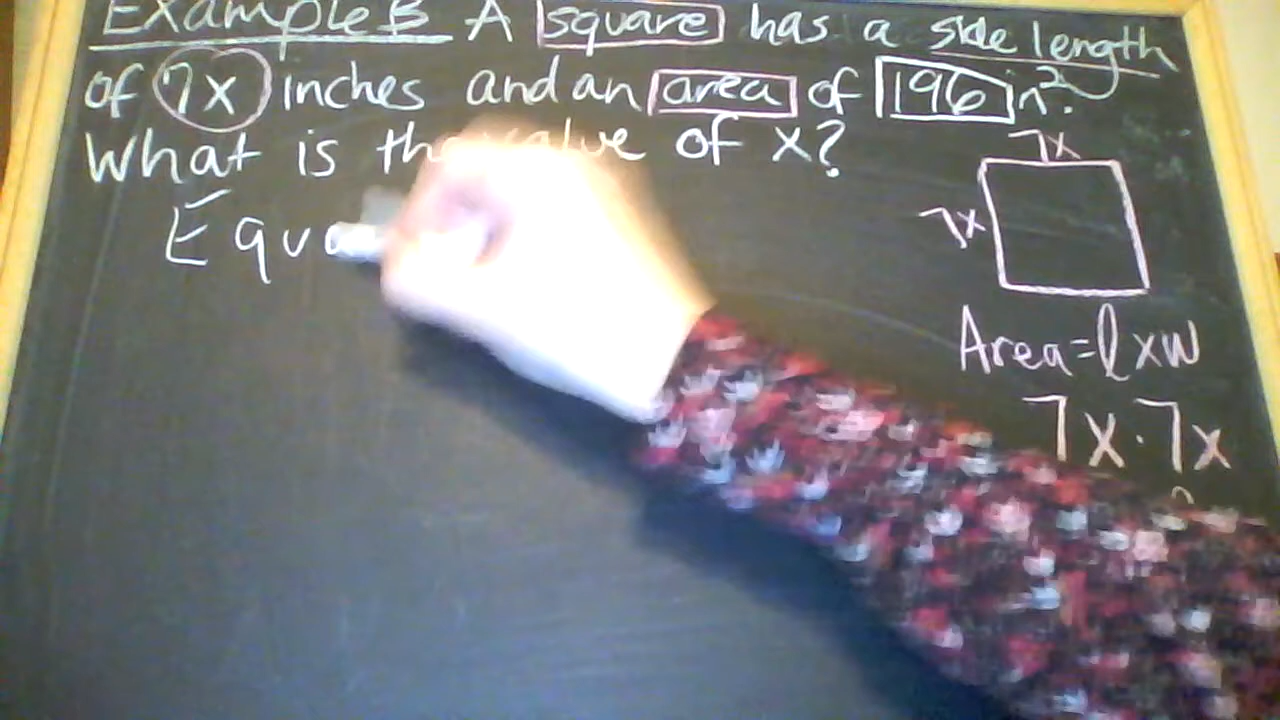 Example B A square has a side length
of 7x inches and an area of 196 in².
What is the value of x?
7x
7x
Equa
Area=lxw
7x·7x